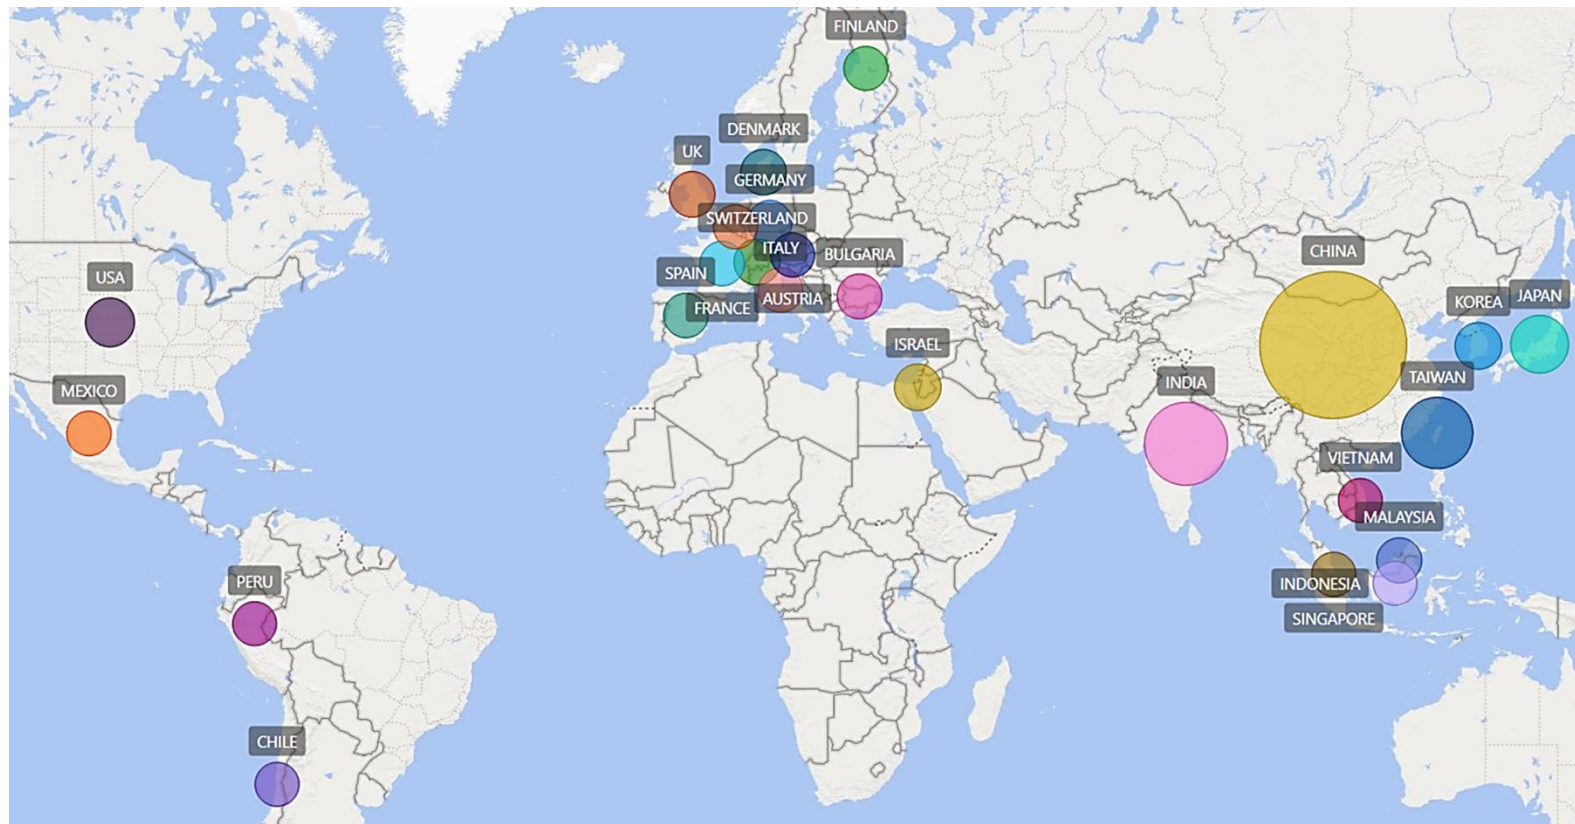 FINLAND
DENMARK
UK
GERMANY
SWITZERLAND
ITALY
BULGARIA
CHINA
SPAIN
USA
AUSTRIA
FRANCE
KOREA
JAPAN
ISRAEL
TAIWAN
INDIA
MEXICO
VIETNAM
MALAYSIA
PERU
INDONESIA
SINGAPORE
CHILE